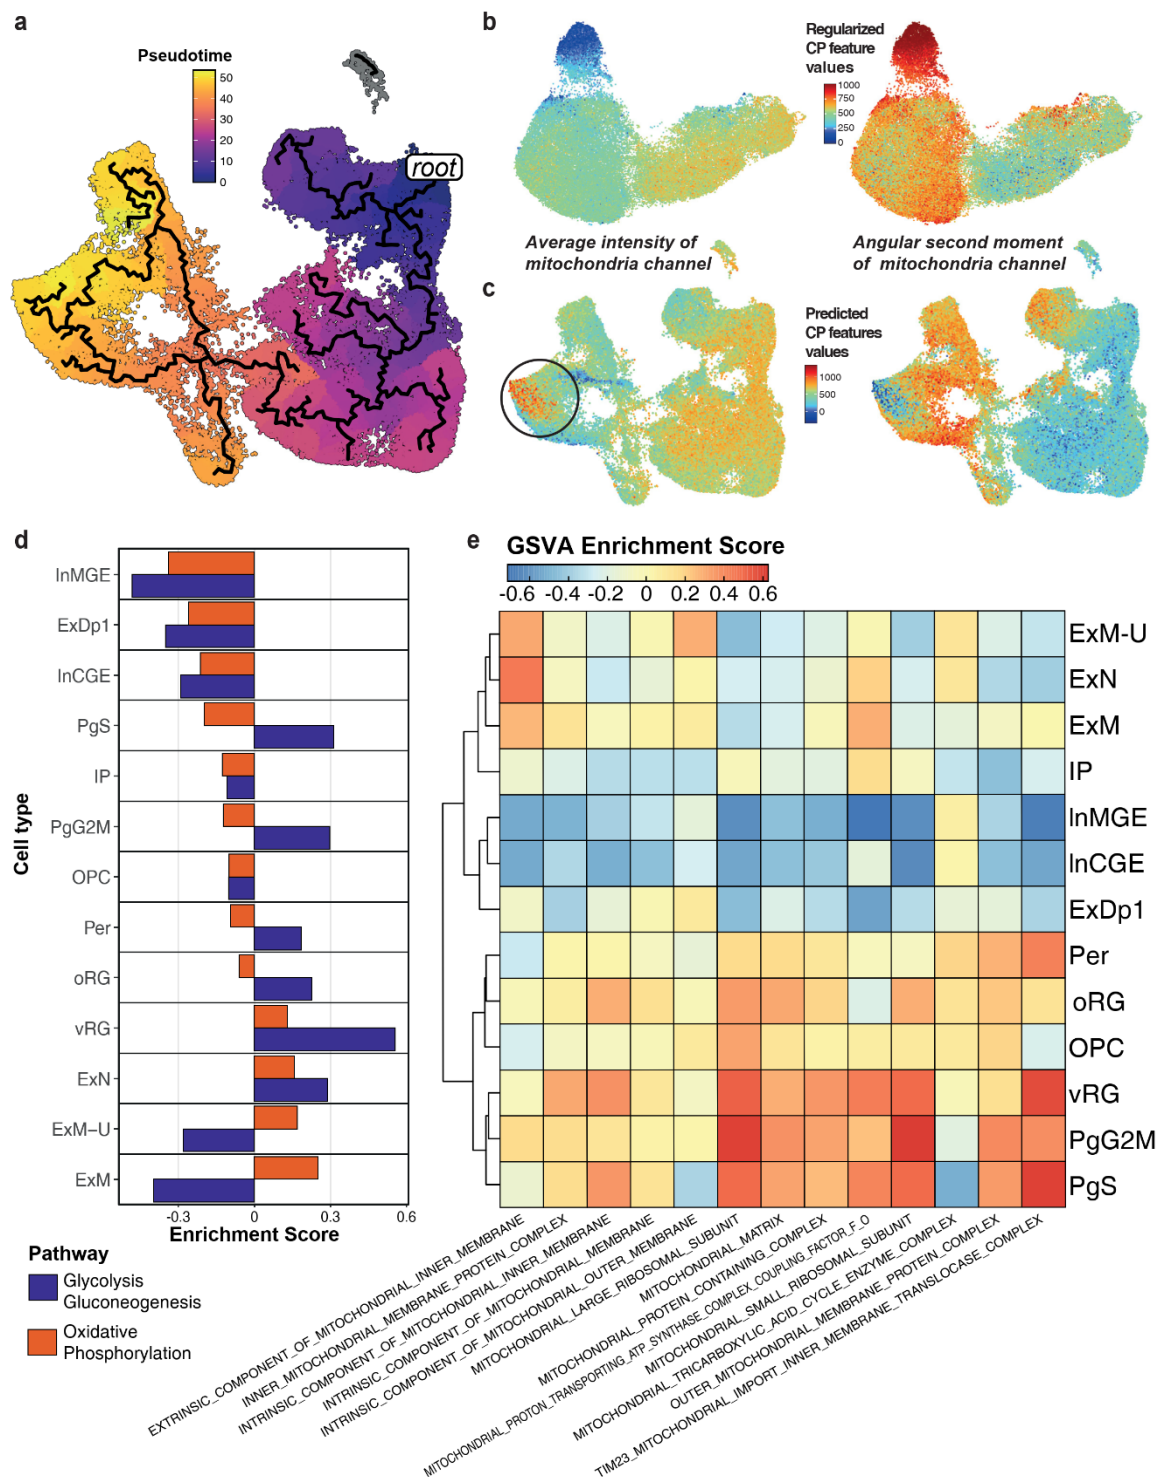 a
Pseudotime
50
40
30
20
10
0
root
b
Regularized
CP feature
values
1000
750
500
250
0
Average intensity of
mitochondria channel
Angular second moment
of mitochondria channel
c
Predicted
CP features
values
1000
500
0
d
Cell type
InMGE
ExDp1
InCGE
PgS
IP
PgG2M
OPC
Per
oRG
vRG
ExN
ExM−U
ExM
-0.3
0
0.3
0.6
Enrichment Score
Pathway
Glycolysis
Gluconeogenesis
Oxidative
Phosphorylation
e
GSVA Enrichment Score
-0.6 -0.4 -0.2 0 0.2 0.4 0.6
ExM-U
ExN
ExM
IP
InMGE
InCGE
ExDp1
Per
oRG
OPC
vRG
PgG2M
PgS
EXTRINSIC_COMPONENT_OF_MITOCHONDRIAL_INNER_MEMBRANE
INNER_MITOCHONDRIAL_MEMBRANE_PROTEIN_COMPLEX
INTRINSIC_COMPONENT_OF_MITOCHONDRIAL_INNER_MEMBRANE
INTRINSIC_COMPONENT_OF_MITOCHONDRIAL_MEMBRANE
INTRINSIC_COMPONENT_OF_MITOCHONDRIAL_OUTER_MEMBRANE
MITOCHONDRIAL_LARGE_RIBOSOMAL_SUBUNIT
MITOCHONDRIAL_MATRIX
MITOCHONDRIAL_PROTEIN_CONTAINING_COMPLEX
MITOCHONDRIAL_PROTON_TRANSPORTING_ATP_SYNTHASE_COMPLEX_COUPLING_FACTOR_F_O
MITOCHONDRIAL_SMALL_RIBOSOMAL_SUBUNIT
MITOCHONDRIAL_TRICARBOXYLIC_ACID_CYCLE_ENZYME_COMPLEX
OUTER_MITOCHONDRIAL_MEMBRANE_PROTEIN_COMPLEX
TIM23_MITOCHONDRIAL_IMPORT_INNER_MEMBRANE_TRANSLOCASE_COMPLEX